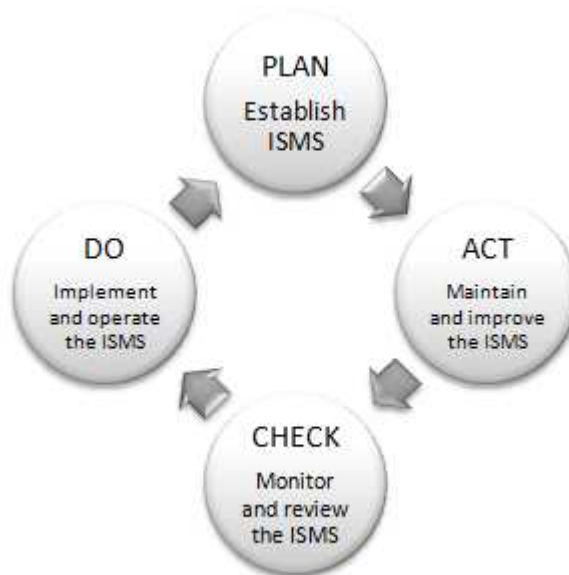 PLAN
Establish
ISMS
DO
Implement
and operate
the ISMS
ACT
Maintain
and improve
the ISMS
CHECK
Monitor
and review
the ISMS